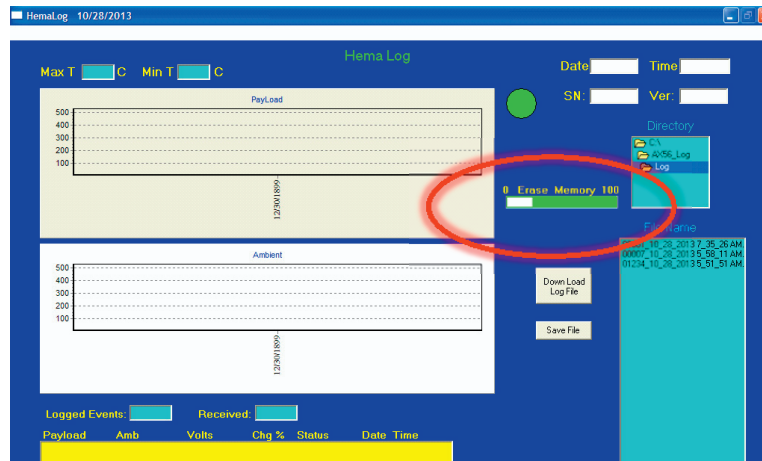 HemaLog 10/28/2013
Hema Log
Max T C Min T C
Date Time
SN: Ver:
PayLoad
500
400
300
200
100
12/30/1899
Directory
C:\
AX56_Log
Log
0 Erase Memory 100
File Name
00007_10_28_2013 5_58_11 AM.
01234_10_28_2013 5_51_51 AM.
Ambient
500
400
300
200
100
12/30/1899
Down Load
Log File
Save File
Logged Events: Received:
Payload Amb Volts Chg % Status Date Time